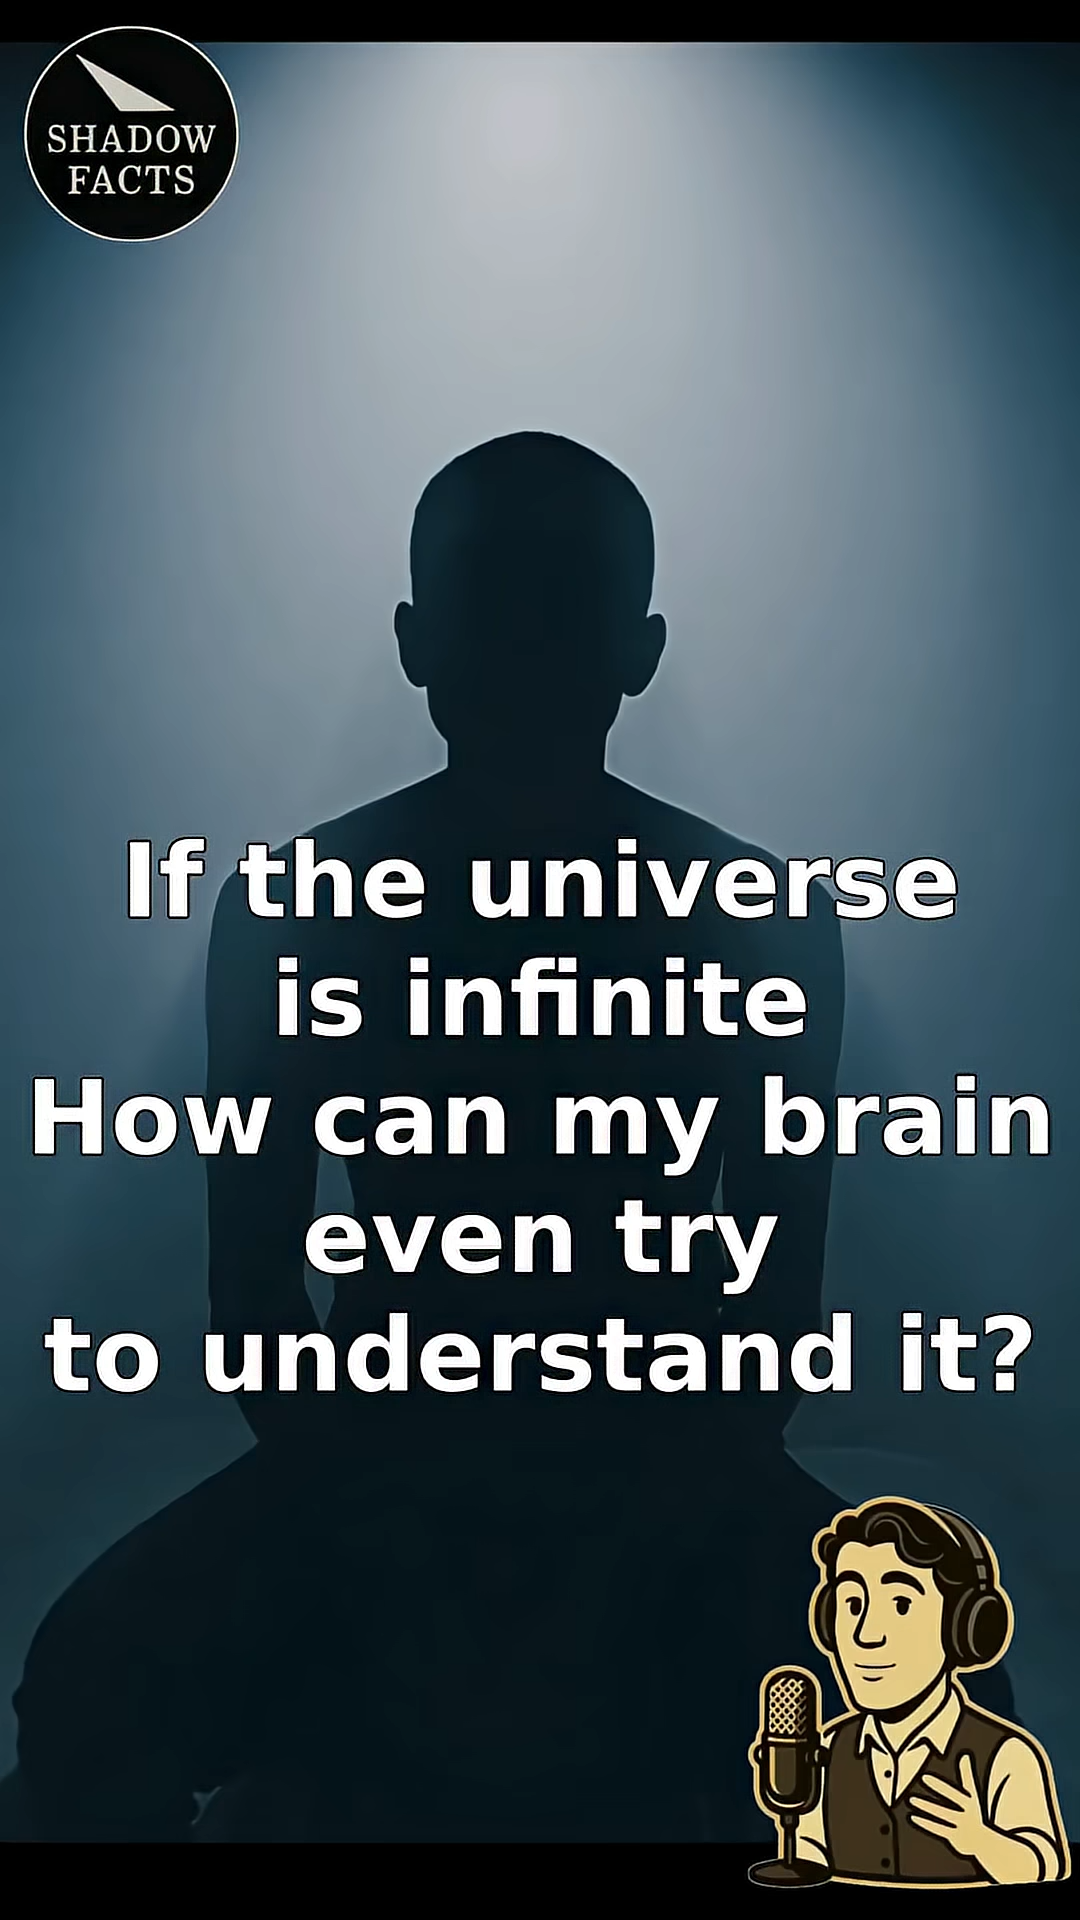 SHADOW
FACTS
If the universe
is infinite
How can my brain
even try
to understand it?